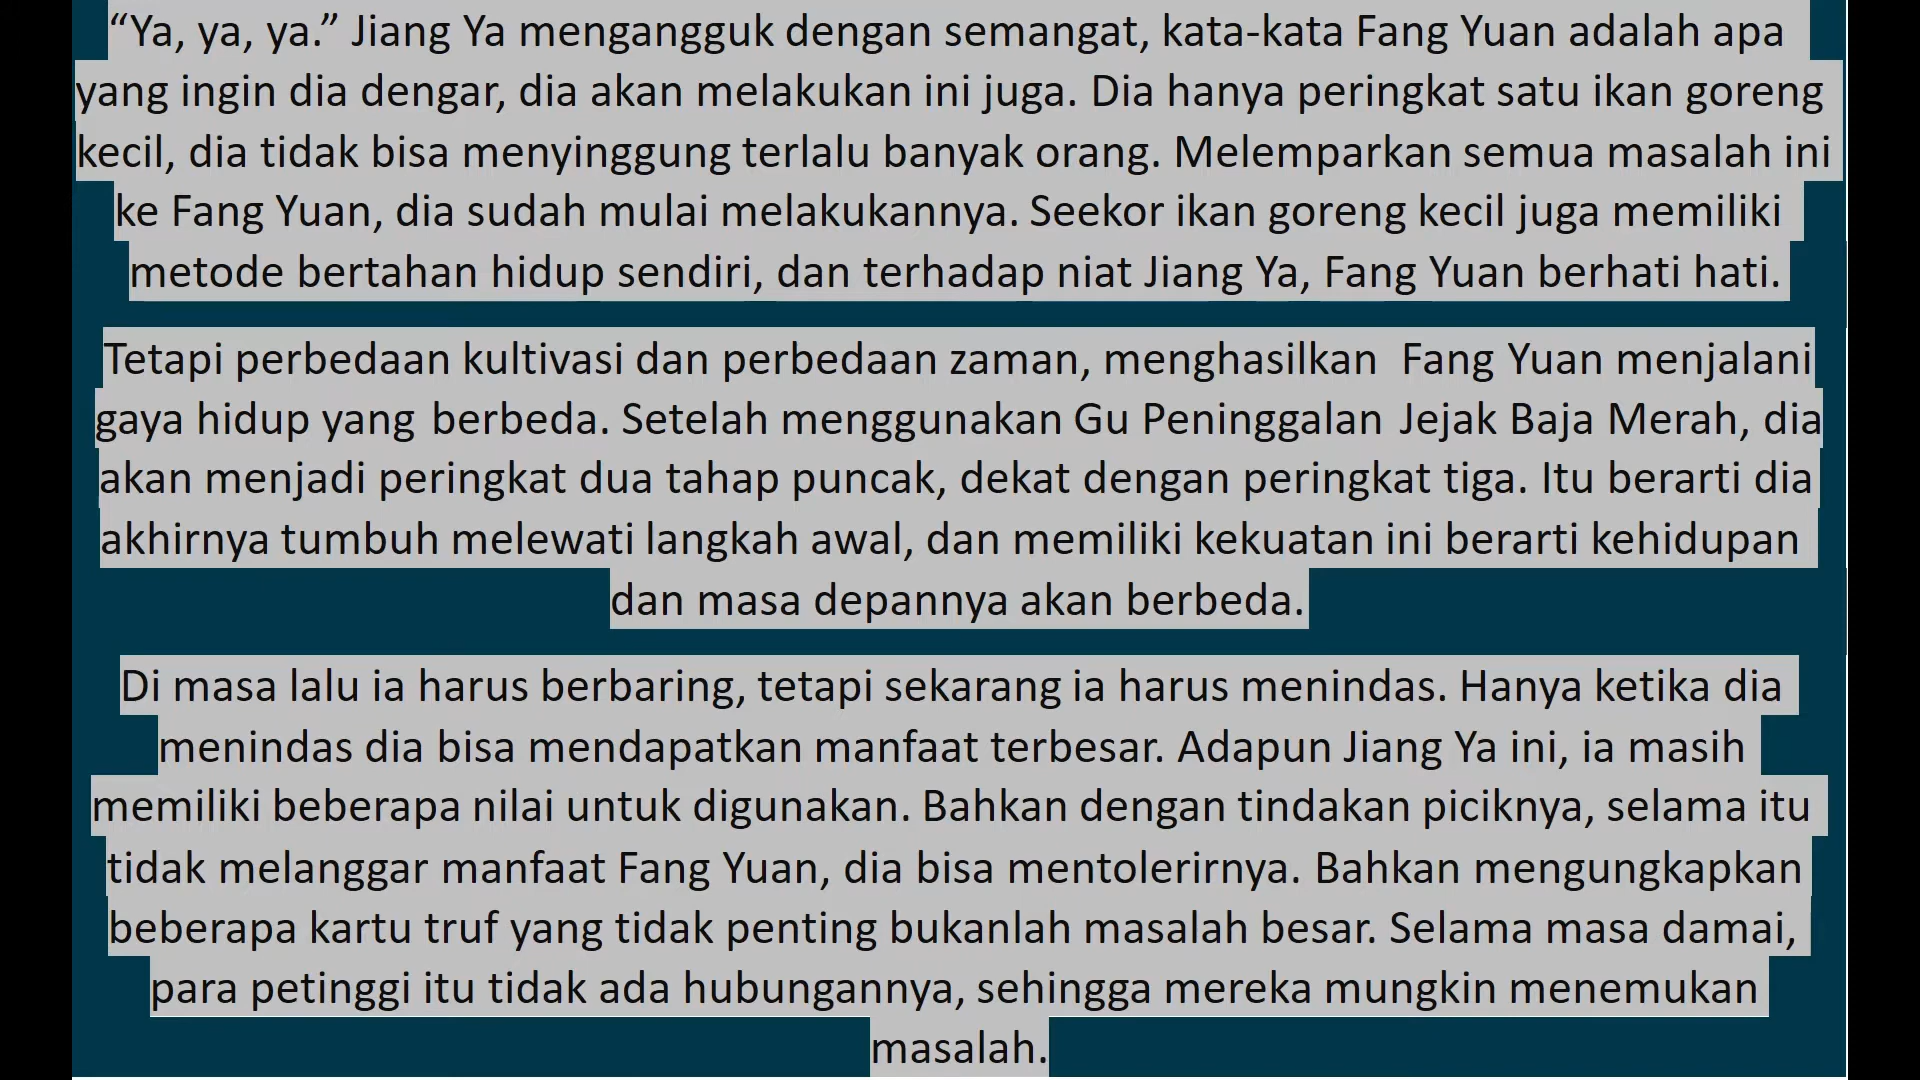 “Ya, ya, ya.” Jiang Ya mengangguk dengan semangat, kata-kata Fang Yuan adalah apa
yang ingin dia dengar, dia akan melakukan ini juga. Dia hanya peringkat satu ikan goreng
kecil, dia tidak bisa menyinggung terlalu banyak orang. Melemparkan semua masalah ini
ke Fang Yuan, dia sudah mulai melakukannya. Seekor ikan goreng kecil juga memiliki
metode bertahan hidup sendiri, dan terhadap niat Jiang Ya, Fang Yuan berhati hati.
Tetapi perbedaan kultivasi dan perbedaan zaman, menghasilkan Fang Yuan menjalani
gaya hidup yang berbeda. Setelah menggunakan Gu Peninggalan Jejak Baja Merah, dia
akan menjadi peringkat dua tahap puncak, dekat dengan peringkat tiga. Itu berarti dia
akhirnya tumbuh melewati langkah awal, dan memiliki kekuatan ini berarti kehidupan
dan masa depannya akan berbeda.
Di masa lalu ia harus berbaring, tetapi sekarang ia harus menindas. Hanya ketika dia
menindas dia bisa mendapatkan manfaat terbesar. Adapun Jiang Ya ini, ia masih
memiliki beberapa nilai untuk digunakan. Bahkan dengan tindakan piciknya, selama itu
tidak melanggar manfaat Fang Yuan, dia bisa mentolerirnya. Bahkan mengungkapkan
beberapa kartu truf yang tidak penting bukanlah masalah besar. Selama masa damai,
para petinggi itu tidak ada hubungannya, sehingga mereka mungkin menemukan
masalah.